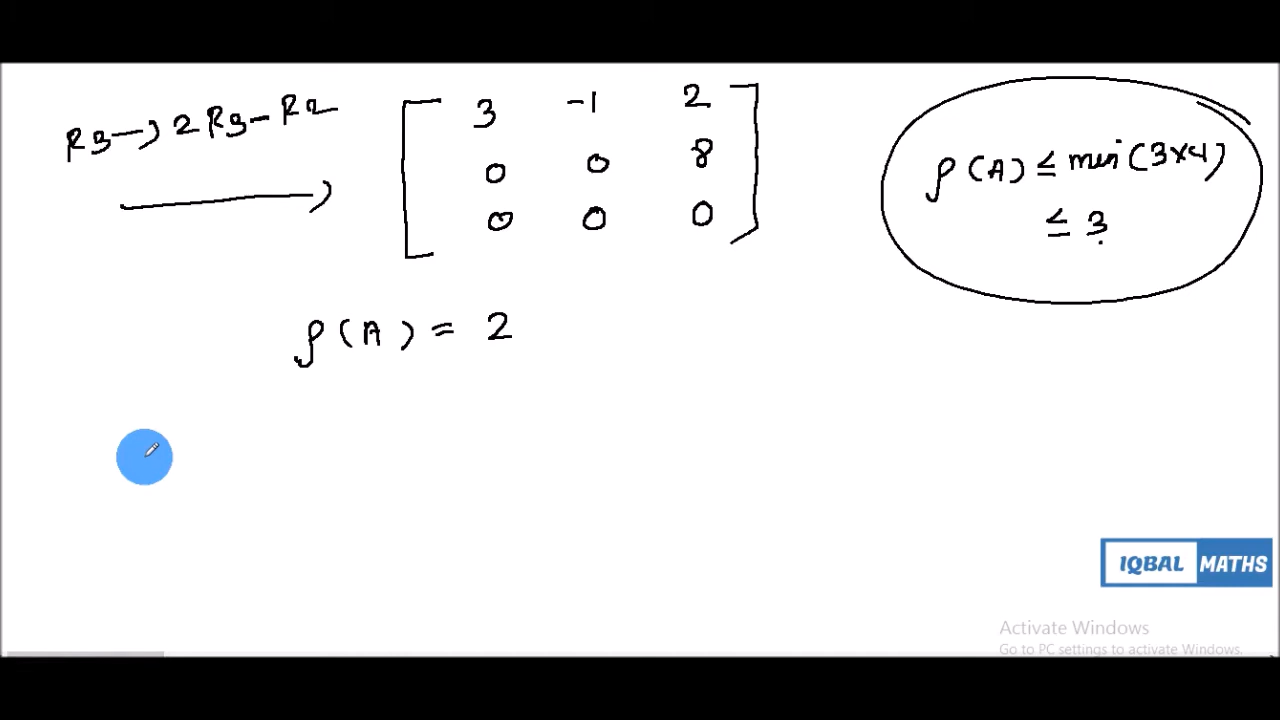 R3 → 2R3 - R2
3 -1 2
0 0 8
0 0 0
ρ(A) ≤ min(3×4)
≤ 3
ρ(A) = 2
IQBAL MATHS
Activate Windows
Go to PC settings to activate Windows.